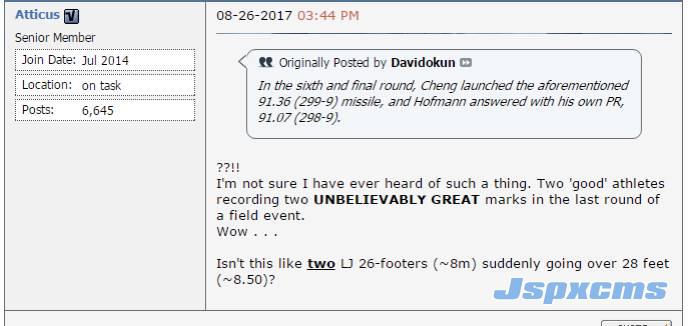 Atticus
Senior Member
Join Date: Jul 2014
Location: on task
Posts: 6,645
08-26-2017 03:44 PM
Originally Posted by Davidokun
In the sixth and final round, Cheng launched the aforementioned
91.36 (299-9) missile, and Hofmann answered with his own PR,
91.07 (298-9).
??!!
I'm not sure I have ever heard of such a thing. Two 'good' athletes
recording two UNBELIEVABLY GREAT marks in the last round of
a field event.
Wow . . .
Isn't this like two LJ 26-footers (~8m) suddenly going over 28 feet
(~8.50)?
Jspxcms